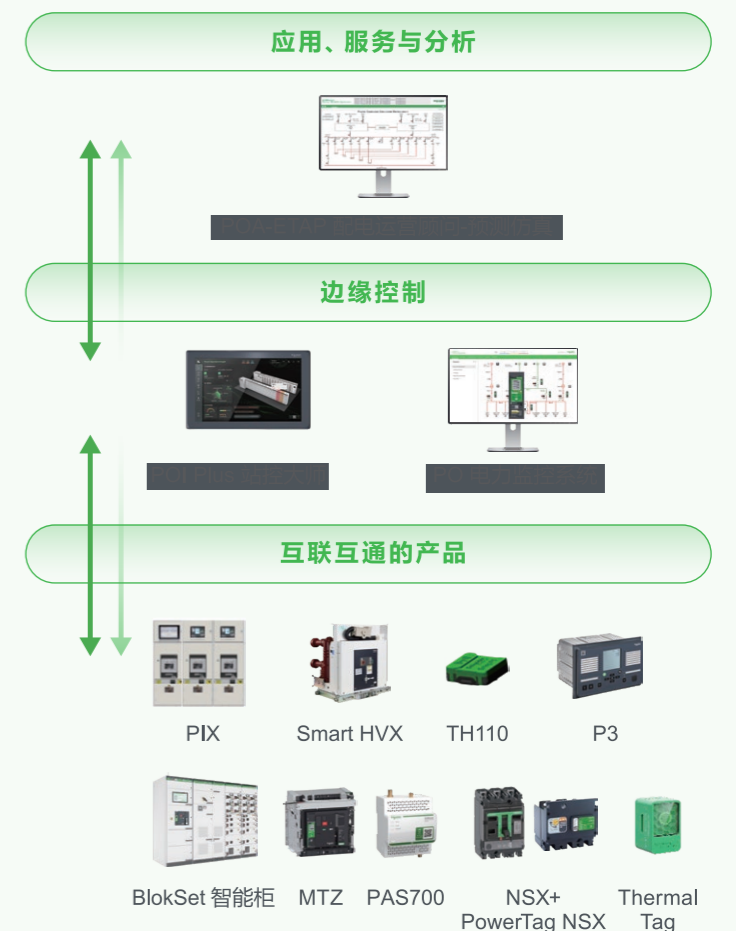 应用、服务与分析
边缘控制
互联互通的产品
PIX
Smart HVX
TH110
P3
BlokSet 智能柜
MTZ
PAS700
NSX+
PowerTag NSX
Thermal
Tag